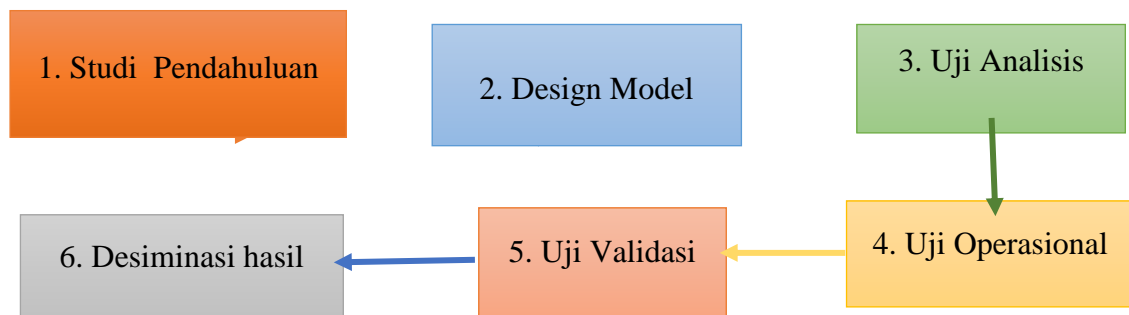 1. Studi Pendahuluan
2. Design Model
3. Uji Analisis
4. Uji Operasional
5. Uji Validasi
6. Desiminasi hasil